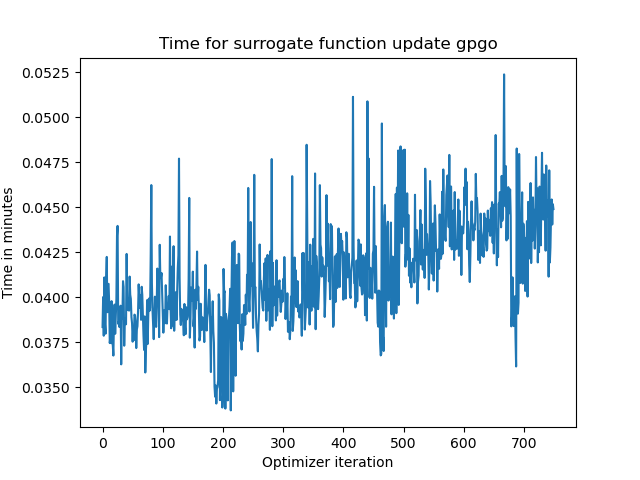 Time for surrogate function update gpgo
0.0525
0.0500
0.0475
0.0450
0.0425
0.0400
0.0375
0.0350
Time in minutes
0 100 200 300 400 500 600 700
Optimizer iteration